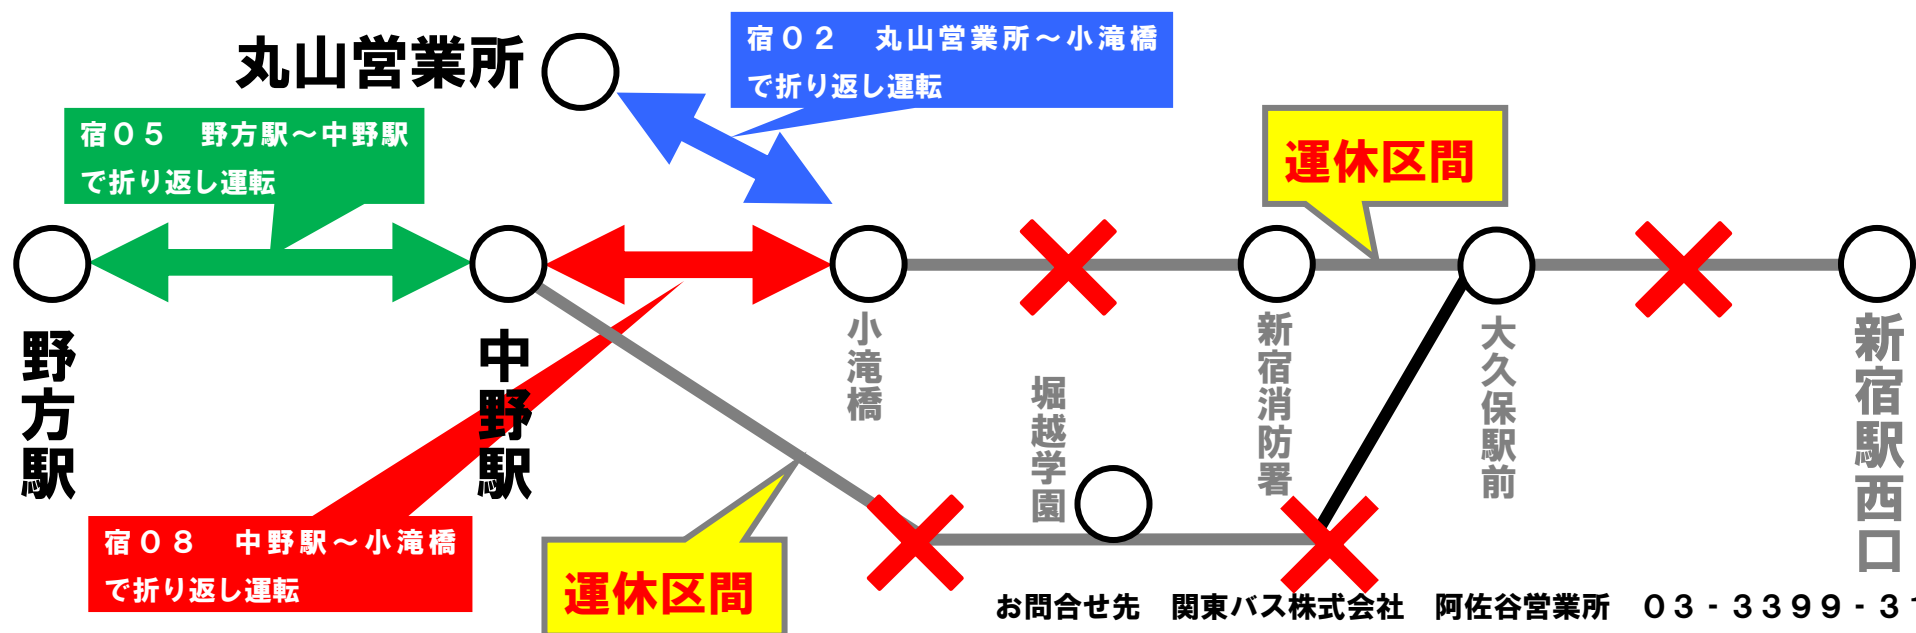 丸山営業所
宿０２　丸山営業所～小滝橋
で折り返し運転
宿０５　野方駅～中野駅
で折り返し運転
運休区間
野方駅
中野駅
小滝橋
堀越学園
新宿消防署
大久保駅前
新宿駅西口
宿０８　中野駅～小滝橋
で折り返し運転
運休区間
お問合せ先　関東バス株式会社　阿佐谷営業所　０３‐３３９９‐３